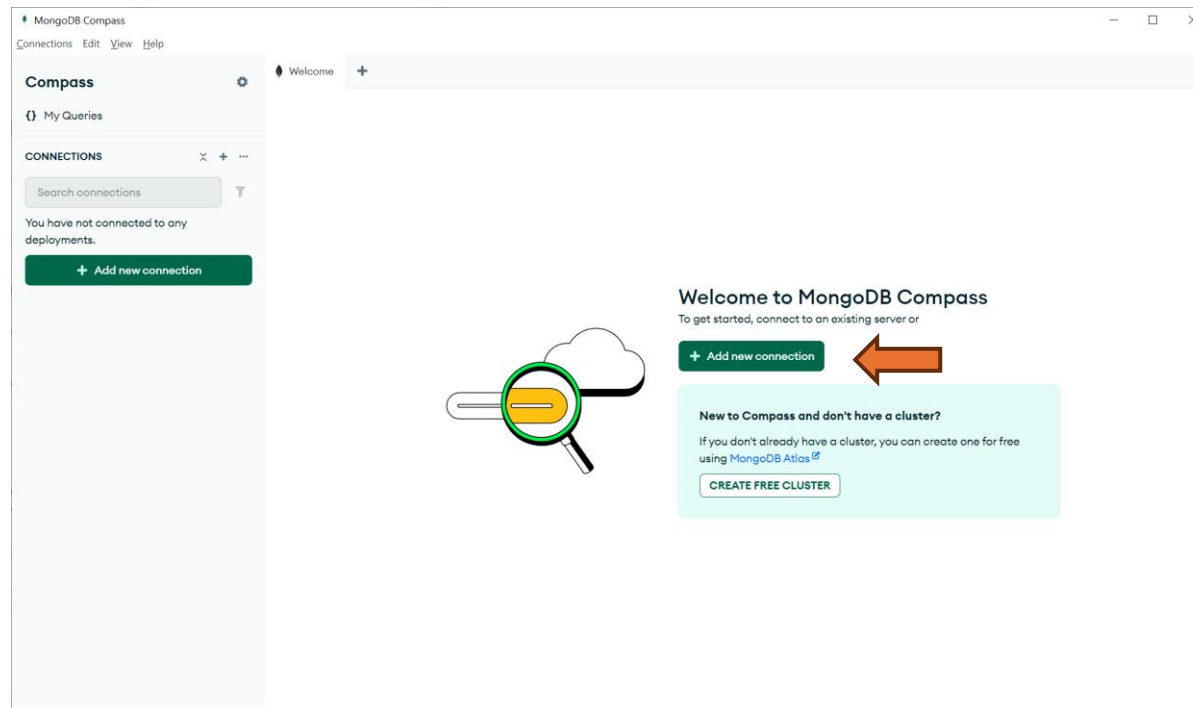 MongoDB Compass
Connections Edit View Help
Compass
Welcome
{} My Queries
CONNECTIONS
Search connections
You have not connected to any
deployments.
+ Add new connection
Welcome to MongoDB Compass
To get started, connect to an existing server or
+ Add new connection
New to Compass and don't have a cluster?
If you don't already have a cluster, you can create one for free
using MongoDB Atlas
CREATE FREE CLUSTER